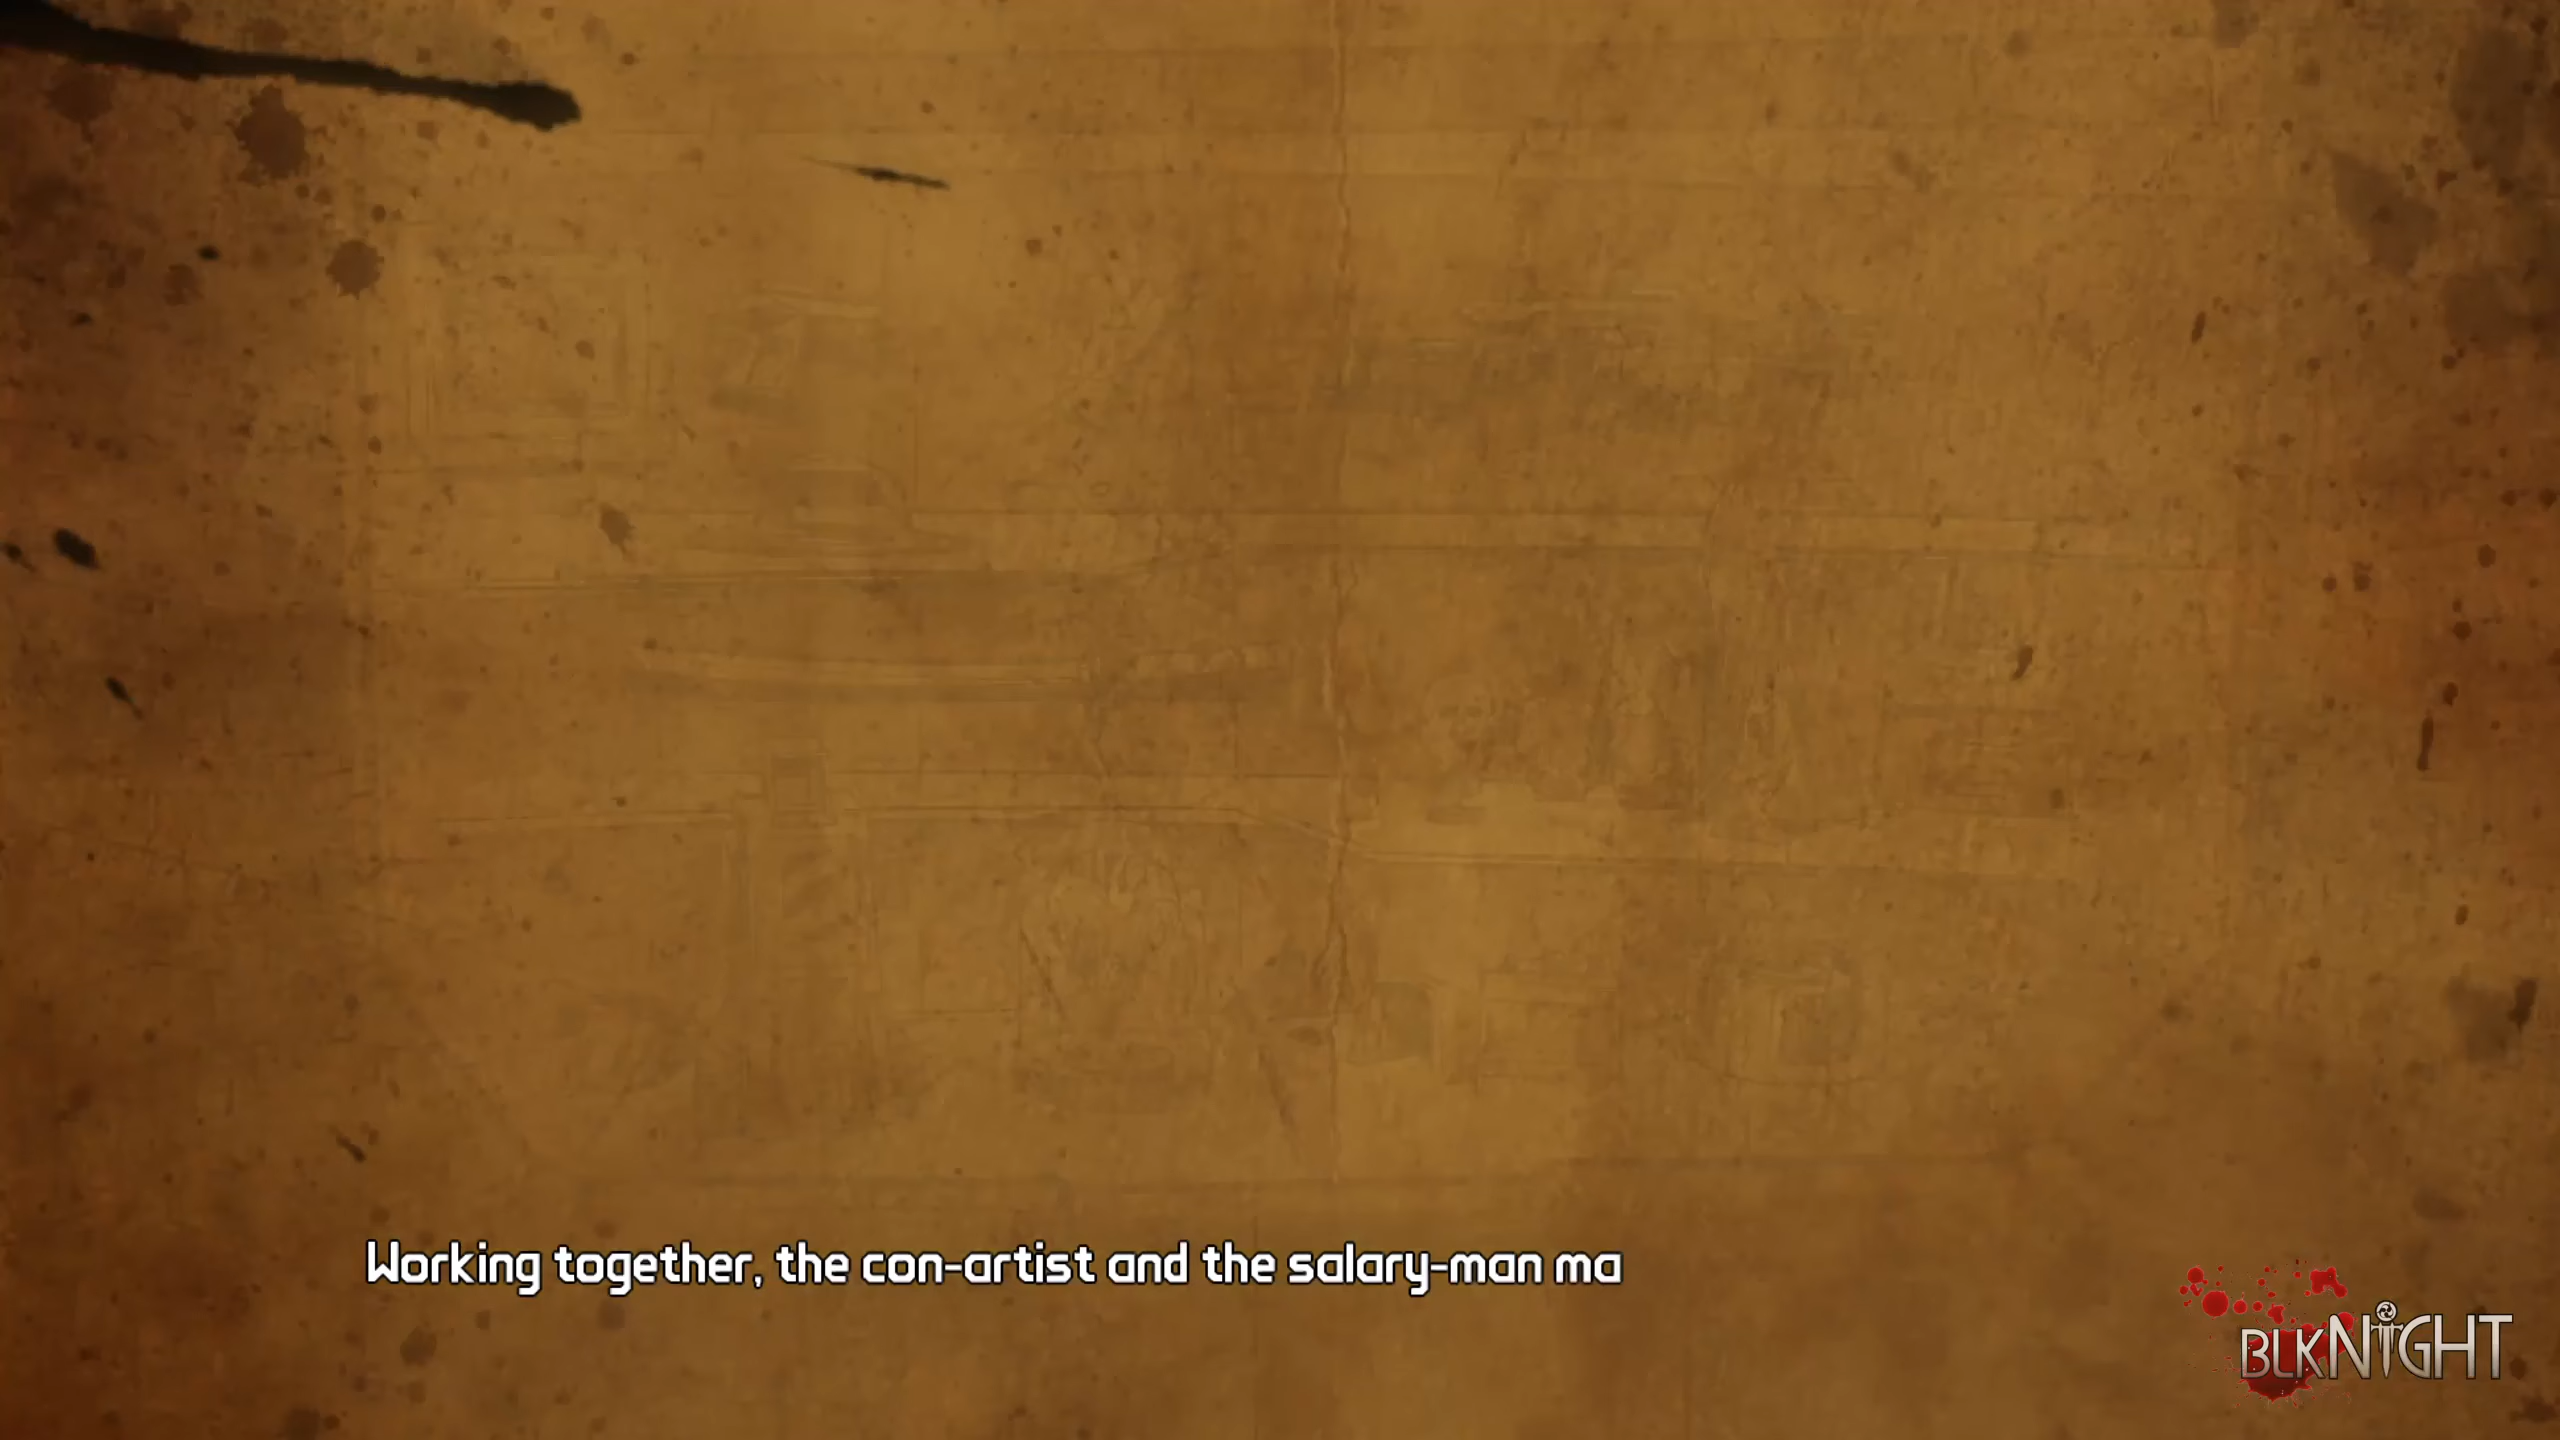 Working together, the con-artist and the salary-man ma
BLKNIGHT